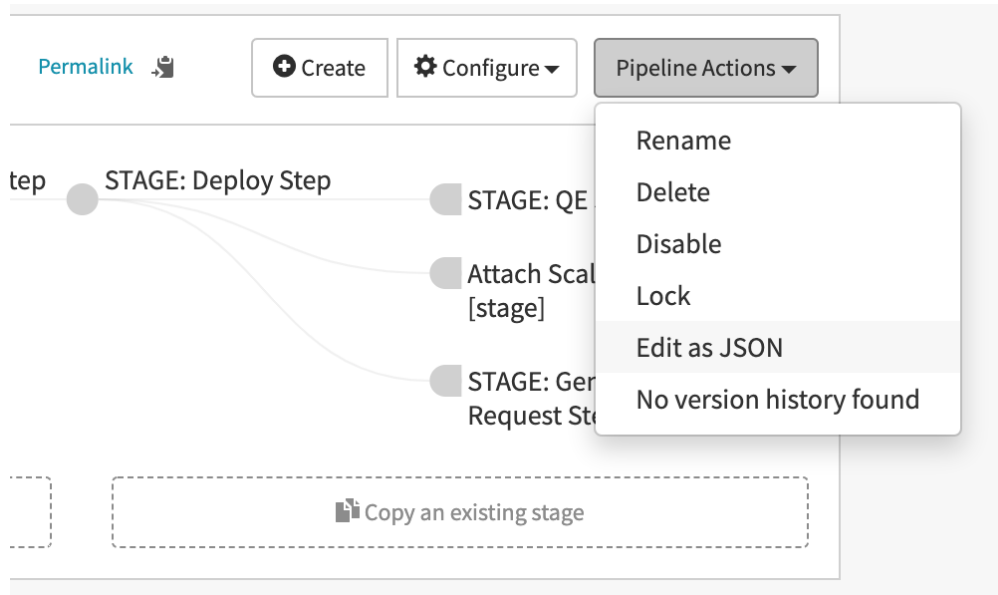 Permalink
Create
Configure
Pipeline Actions
Rename
Delete
Disable
Lock
Edit as JSON
No version history found
tep
STAGE: Deploy Step
STAGE: QE
Attach Scal
[stage]
STAGE: Ger
Request Ste
Copy an existing stage